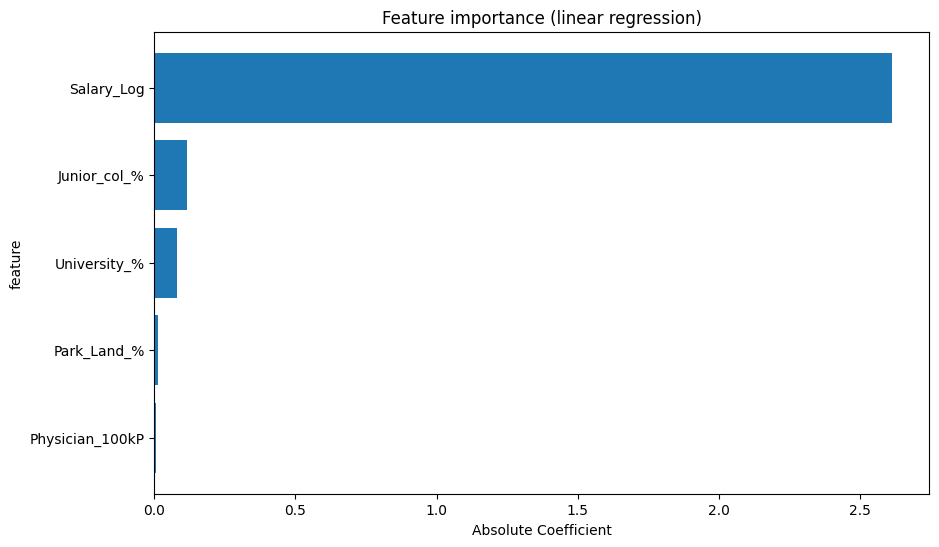 Feature importance (linear regression)
Salary_Log
Junior_col_%
University_%
Park_Land_%
Physician_100kP
feature
0.0 0.5 1.0 1.5 2.0 2.5
Absolute Coefficient